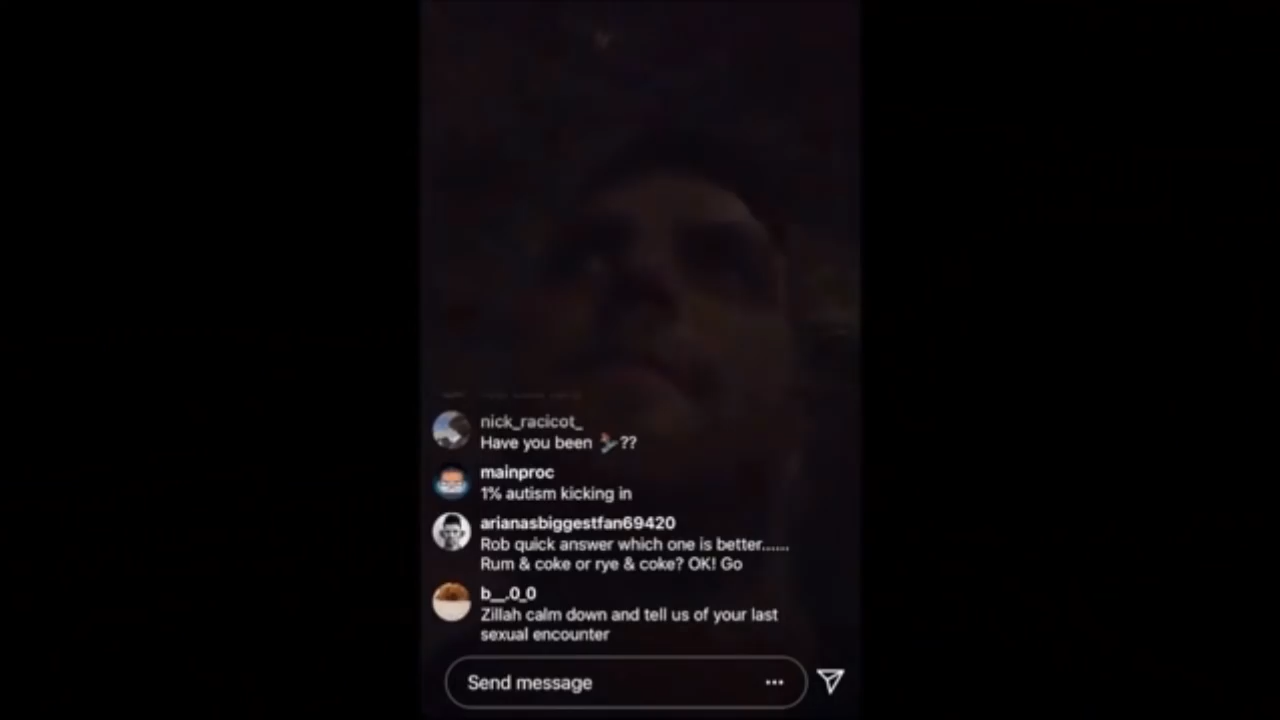 nick_racicot_
Have you been ⛷??
mainproc
1% autism kicking in
arianasbiggestfan69420
Rob quick answer which one is better......
Rum & coke or rye & coke? OK! Go
b__.0_0
Zillah calm down and tell us of your last
sexual encounter
Send message